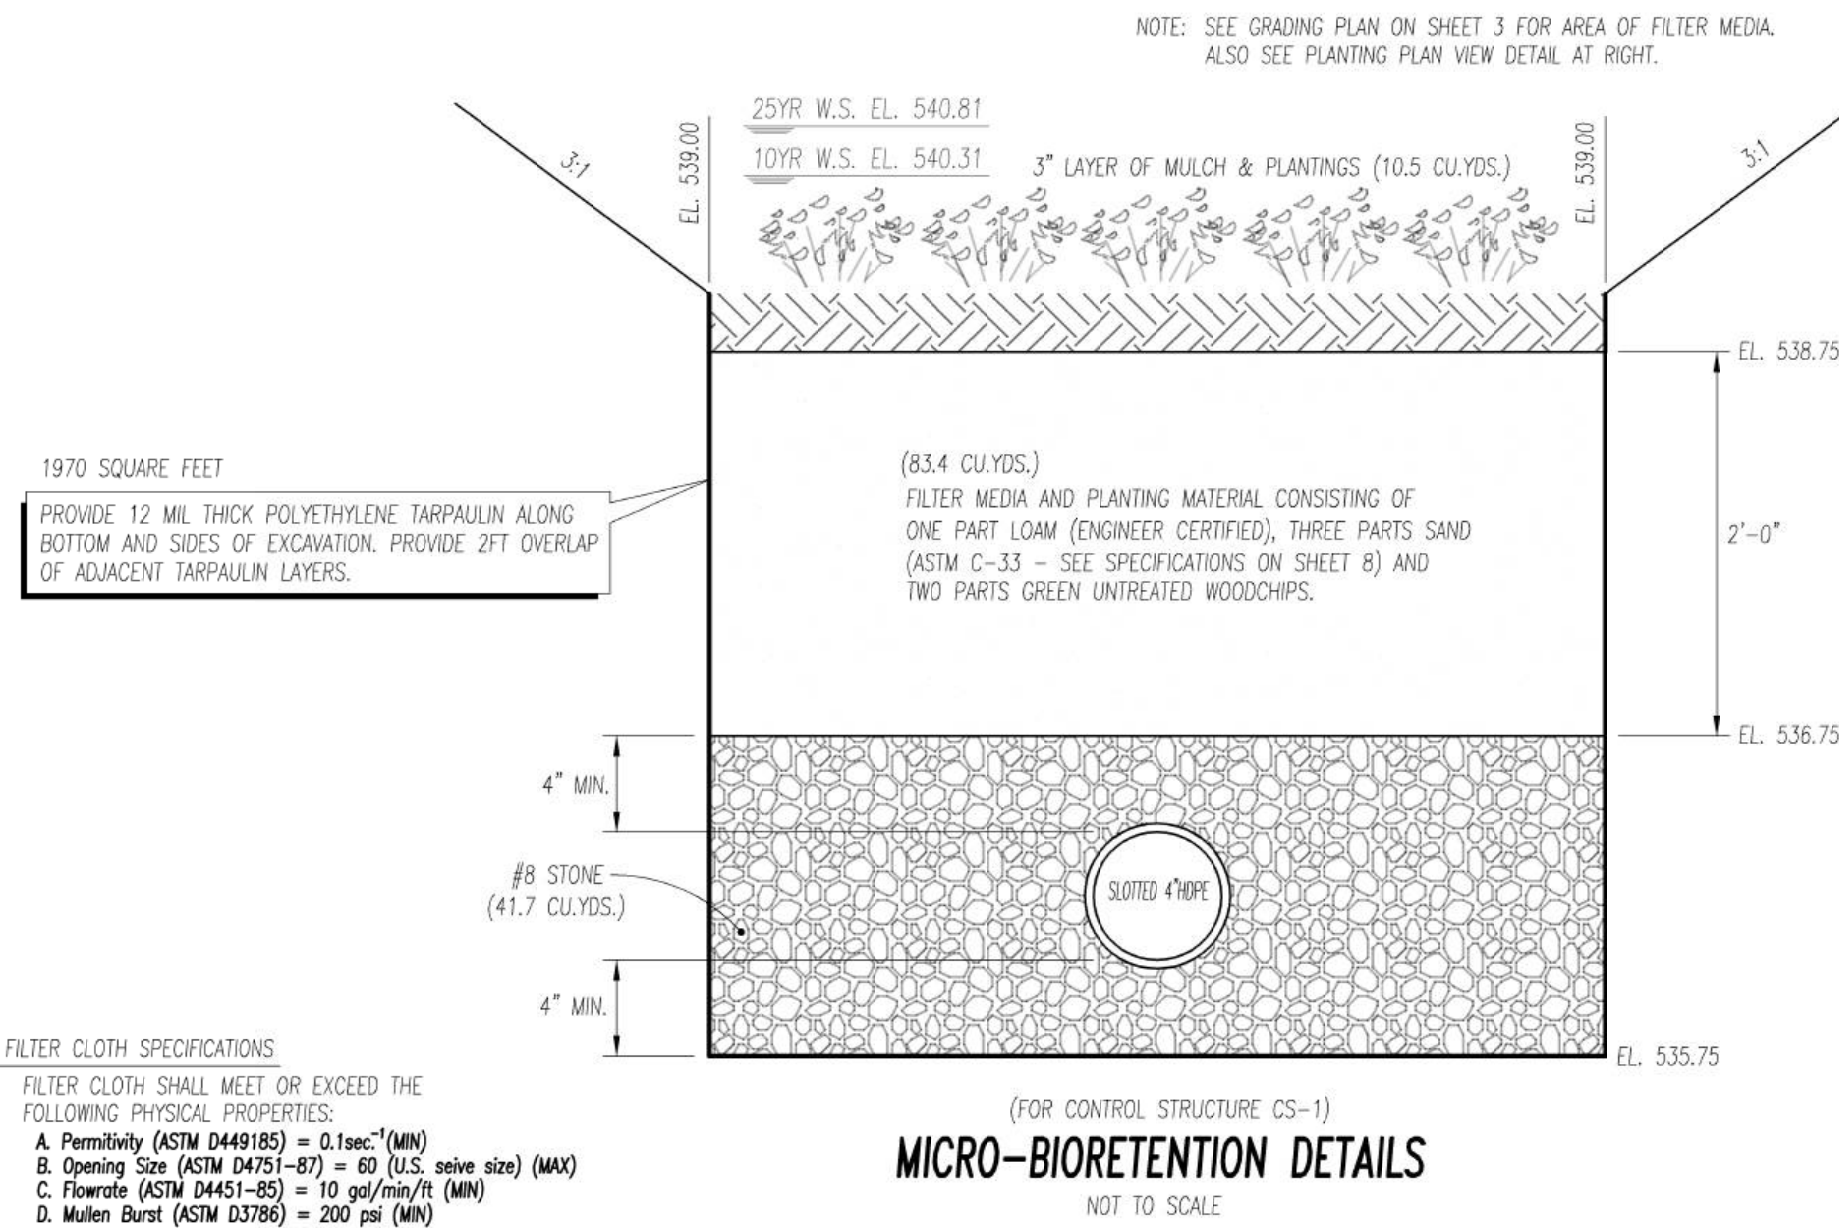 NOTE: SEE GRADING PLAN ON SHEET 3 FOR AREA OF FILTER MEDIA.
ALSO SEE PLANTING PLAN VIEW DETAIL AT RIGHT.
25YR W.S. EL. 540.81
10YR W.S. EL. 540.31
3:1
EL. 539.00
3" LAYER OF MULCH & PLANTINGS (10.5 CU.YDS.)
EL. 539.00
3:1
EL. 538.75
1970 SQUARE FEET
PROVIDE 12 MIL THICK POLYETHYLENE TARPAULIN ALONG
BOTTOM AND SIDES OF EXCAVATION. PROVIDE 2FT OVERLAP
OF ADJACENT TARPAULIN LAYERS.
(83.4 CU.YDS.)
FILTER MEDIA AND PLANTING MATERIAL CONSISTING OF
ONE PART LOAM (ENGINEER CERTIFIED), THREE PARTS SAND
(ASTM C-33 - SEE SPECIFICATIONS ON SHEET 8) AND
TWO PARTS GREEN UNTREATED WOODCHIPS.
2'-0"
EL. 536.75
4" MIN.
#8 STONE
(41.7 CU.YDS.)
SLOTTED 4"HDPE
4" MIN.
EL. 535.75
FILTER CLOTH SPECIFICATIONS
FILTER CLOTH SHALL MEET OR EXCEED THE
FOLLOWING PHYSICAL PROPERTIES:
A. Permitivity (ASTM D449185) = 0.1sec.⁻¹(MIN)
B. Opening Size (ASTM D4751-87) = 60 (U.S. seive size) (MAX)
C. Flowrate (ASTM D4451-85) = 10 gal/min/ft (MIN)
D. Mullen Burst (ASTM D3786) = 200 psi (MIN)
(FOR CONTROL STRUCTURE CS-1)
MICRO-BIORETENTION DETAILS
NOT TO SCALE